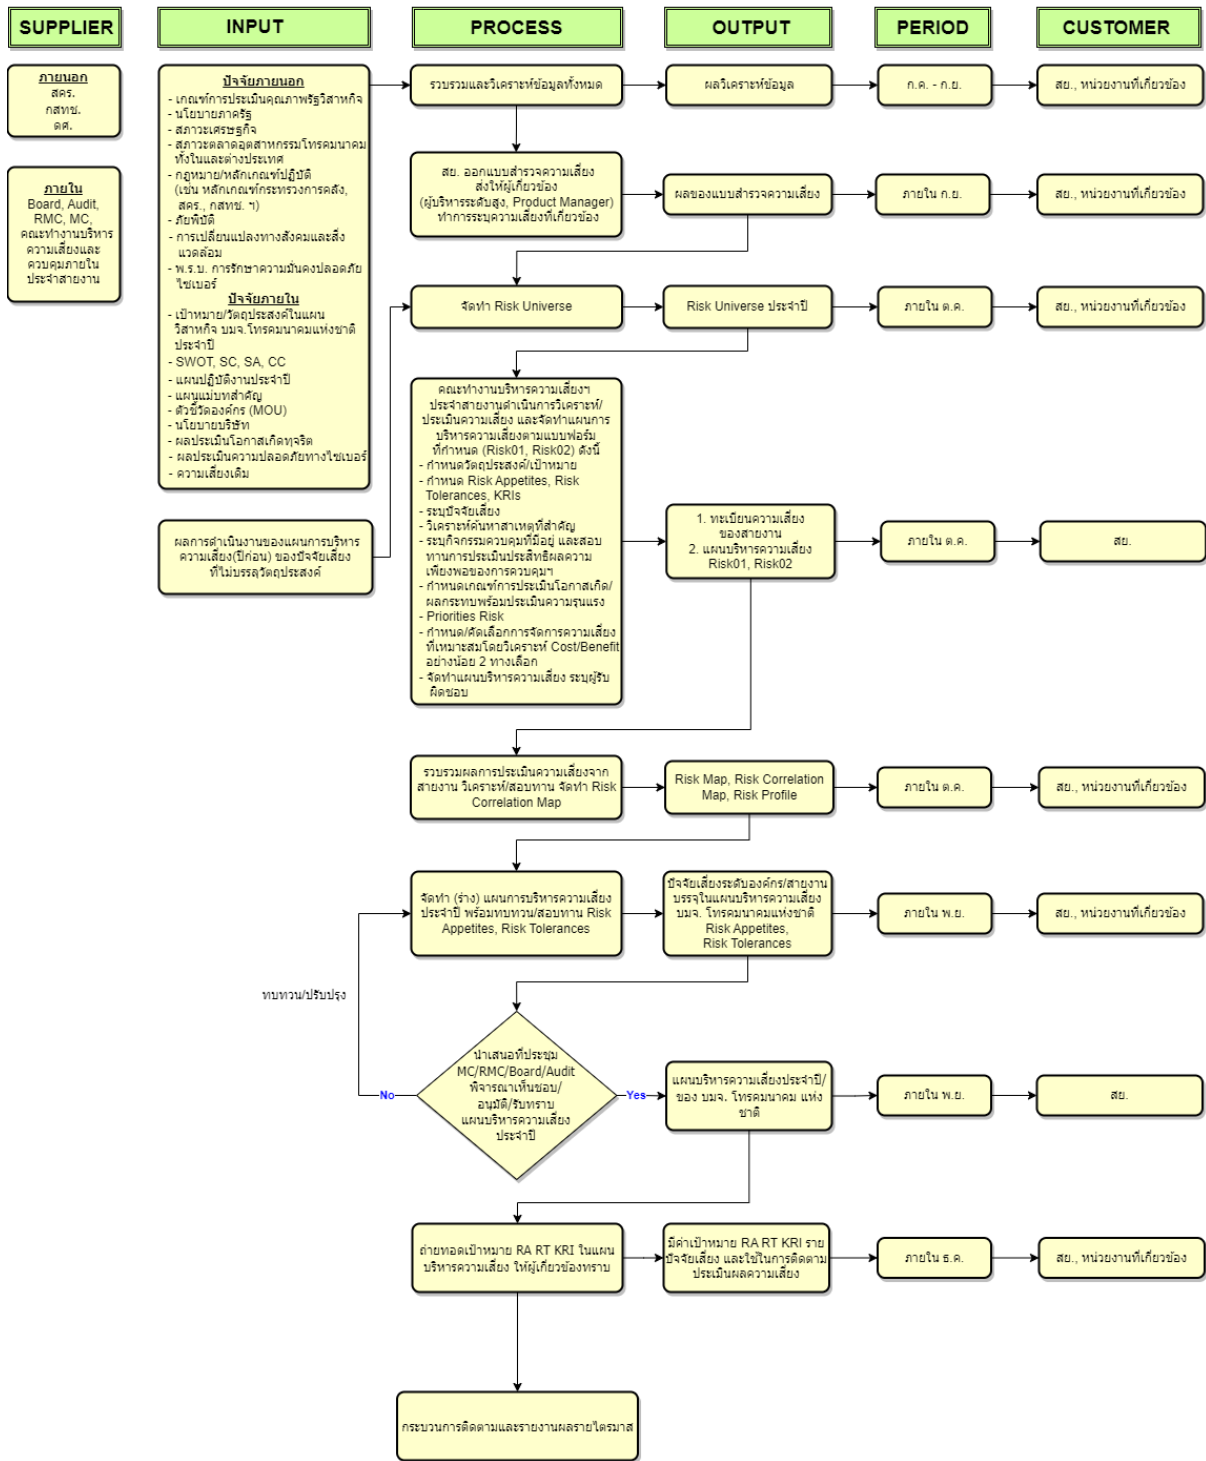 SUPPLIER
INPUT
PROCESS
OUTPUT
PERIOD
CUSTOMER
ภายนอก
สคร.
กสทช.
ดศ.
ภายใน
Board, Audit,
RMC, MC,
คณะทำงานบริหาร
ความเสี่ยงและ
ควบคุมภายใน
ประจำสายงาน
ปัจจัยภายนอก
- เกณฑ์การประเมินคุณภาพรัฐวิสาหกิจ
- นโยบายภาครัฐ
- สภาวะเศรษฐกิจ
- สภาวะตลาดอุตสาหกรรมโทรคมนาคม
ทั้งในและต่างประเทศ
- กฎหมาย/หลักเกณฑ์ปฏิบัติ
(เช่น หลักเกณฑ์กระทรวงการคลัง,
สคร., กสทช. ฯ)
- ภัยพิบัติ
- การเปลี่ยนแปลงทางสังคมและสิ่ง
แวดล้อม
- พ.ร.บ. การรักษาความมั่นคงปลอดภัย
ไซเบอร์
ปัจจัยภายใน
- เป้าหมาย/วัตถุประสงค์ในแผน
วิสาหกิจ บมจ.โทรคมนาคมแห่งชาติ
ประจำปี
- SWOT, SC, SA, CC
- แผนปฏิบัติงานประจำปี
- แผนแม่บทสำคัญ
- ตัวชี้วัดองค์กร (MOU)
- นโยบายบริษัท
- ผลประเมินโอกาสเกิดทุจริต
- ผลประเมินความปลอดภัยทางไซเบอร์
- ความเสี่ยงเดิม
ผลการดำเนินงานของแผนการบริหาร
ความเสี่ยง(ปีก่อน) ของปัจจัยเสี่ยง
ที่ไม่บรรลุวัตถุประสงค์
รวบรวมและวิเคราะห์ข้อมูลทั้งหมด
ผลวิเคราะห์ข้อมูล
ก.ค. - ก.ย.
สย., หน่วยงานที่เกี่ยวข้อง
สย. ออกแบบสำรวจความเสี่ยง
ส่งให้ผู้เกี่ยวข้อง
(ผู้บริหารระดับสูง, Product Manager)
ทำการระบุความเสี่ยงที่เกี่ยวข้อง
ผลของแบบสำรวจความเสี่ยง
ภายใน ก.ย.
สย., หน่วยงานที่เกี่ยวข้อง
จัดทำ Risk Universe
Risk Universe ประจำปี
ภายใน ต.ค.
สย., หน่วยงานที่เกี่ยวข้อง
คณะทำงานบริหารความเสี่ยงฯ
ประจำสายงานดำเนินการวิเคราะห์/
ประเมินความเสี่ยง และจัดทำแผนการ
บริหารความเสี่ยงตามแบบฟอร์ม
ที่กำหนด (Risk01, Risk02) ดังนี้
- กำหนดวัตถุประสงค์/เป้าหมาย
- กำหนด Risk Appetites, Risk
Tolerances, KRIs
- ระบุปัจจัยเสี่ยง
- วิเคราะห์ค้นหาสาเหตุที่สำคัญ
- ระบุกิจกรรมควบคุมที่มีอยู่ และสอบ
ทานการประเมินประสิทธิผลความ
เพียงพอของการควบคุมฯ
- กำหนดเกณฑ์การประเมินโอกาสเกิด/
ผลกระทบพร้อมประเมินความรุนแรง
- Priorities Risk
- กำหนด/คัดเลือกการจัดการความเสี่ยง
ที่เหมาะสมโดยวิเคราะห์ Cost/Benefit
อย่างน้อย 2 ทางเลือก
- จัดทำแผนบริหารความเสี่ยง ระบุผู้รับ
ผิดชอบ
1. ทะเบียนความเสี่ยง
ของสายงาน
2. แผนบริหารความเสี่ยง
Risk01, Risk02
ภายใน ต.ค.
สย.
รวบรวมผลการประเมินความเสี่ยงจาก
สายงาน วิเคราะห์/สอบทาน จัดทำ Risk
Correlation Map
Risk Map, Risk Correlation
Map, Risk Profile
ภายใน ต.ค.
สย., หน่วยงานที่เกี่ยวข้อง
จัดทำ (ร่าง) แผนการบริหารความเสี่ยง
ประจำปี พร้อมทบทวน/สอบทาน Risk
Appetites, Risk Tolerances
ปัจจัยเสี่ยงระดับองค์กร/สายงาน
บรรจุในแผนบริหารความเสี่ยง
บมจ. โทรคมนาคมแห่งชาติ
Risk Appetites,
Risk Tolerances
ภายใน พ.ย.
สย., หน่วยงานที่เกี่ยวข้อง
ทบทวน/ปรับปรุง
นำเสนอที่ประชุม
MC/RMC/Board/Audit
พิจารณาเห็นชอบ/
อนุมัติ/รับทราบ
แผนบริหารความเสี่ยง
ประจำปี
No
Yes
แผนบริหารความเสี่ยงประจำปี/
ของ บมจ. โทรคมนาคม แห่ง
ชาติ
ภายใน พ.ย.
สย.
ถ่ายทอดเป้าหมาย RA RT KRI ในแผน
บริหารความเสี่ยง ให้ผู้เกี่ยวข้องทราบ
มีค่าเป้าหมาย RA RT KRI ราย
ปัจจัยเสี่ยง และใช้ในการติดตาม
ประเมินผลความเสี่ยง
ภายใน ธ.ค.
สย., หน่วยงานที่เกี่ยวข้อง
กระบวนการติดตามและรายงานผลรายไตรมาส